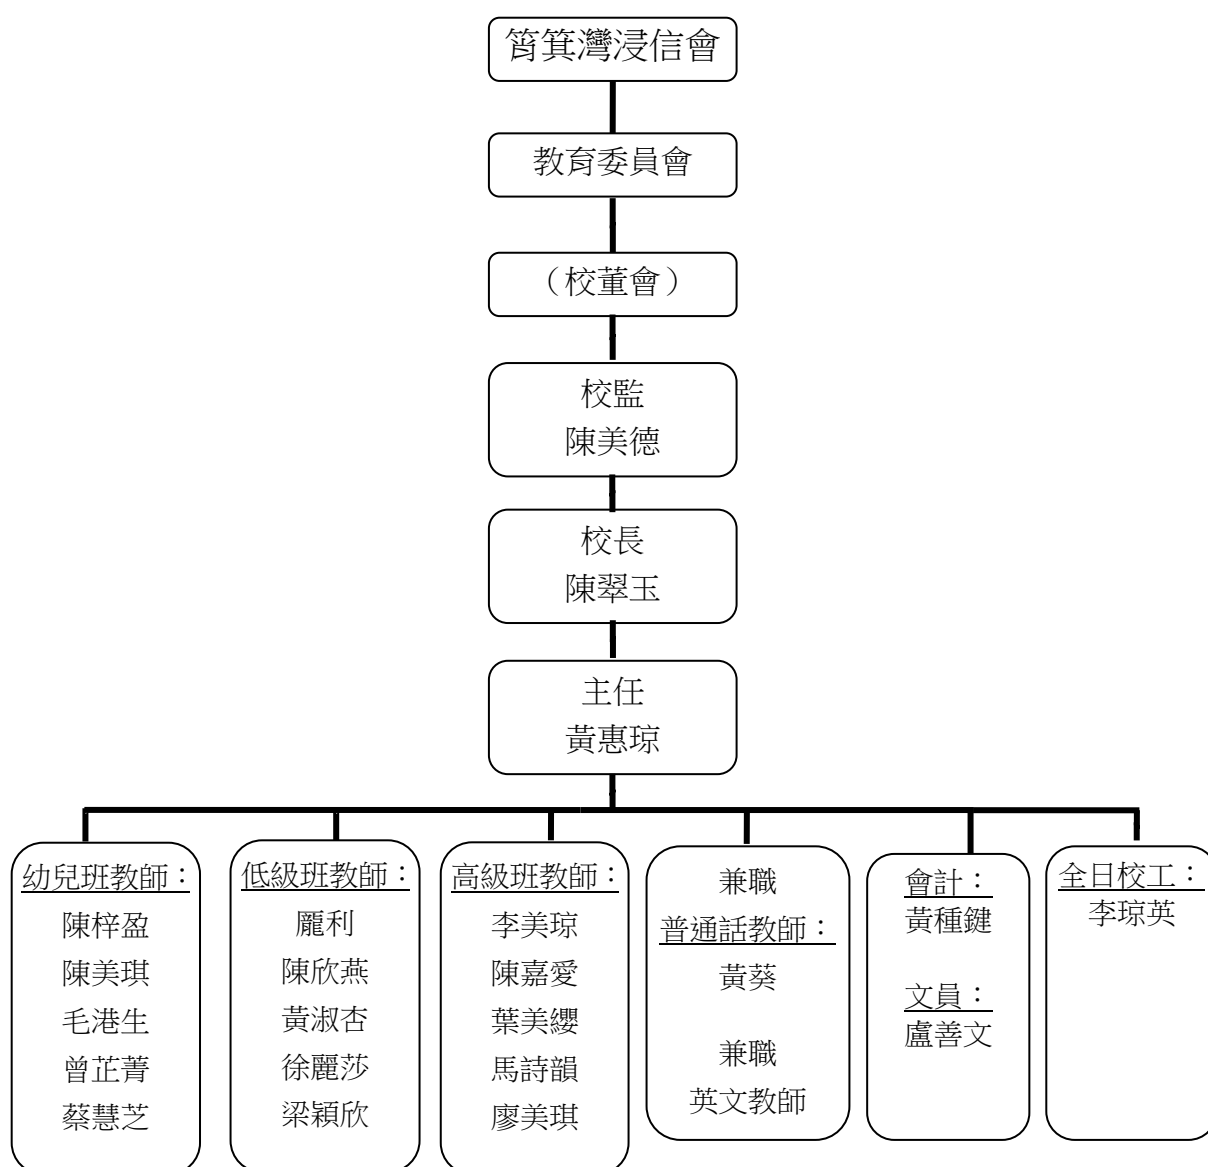 筲箕灣浸信會
教育委員會
（校董會）
校監
陳美德
校長
陳翠玉
主任
黃惠琼
幼兒班教師：
陳梓盈
陳美琪
毛港生
曾芷菁
蔡慧芝
低級班教師：
龎利
陳欣燕
黃淑杏
徐麗莎
梁穎欣
高級班教師：
李美琼
陳嘉愛
葉美纓
馬詩韻
廖美琪
兼職
普通話教師：
黃葵
兼職
英文教師
會計：
黃種鍵
文員：
盧善文
全日校工：
李琼英